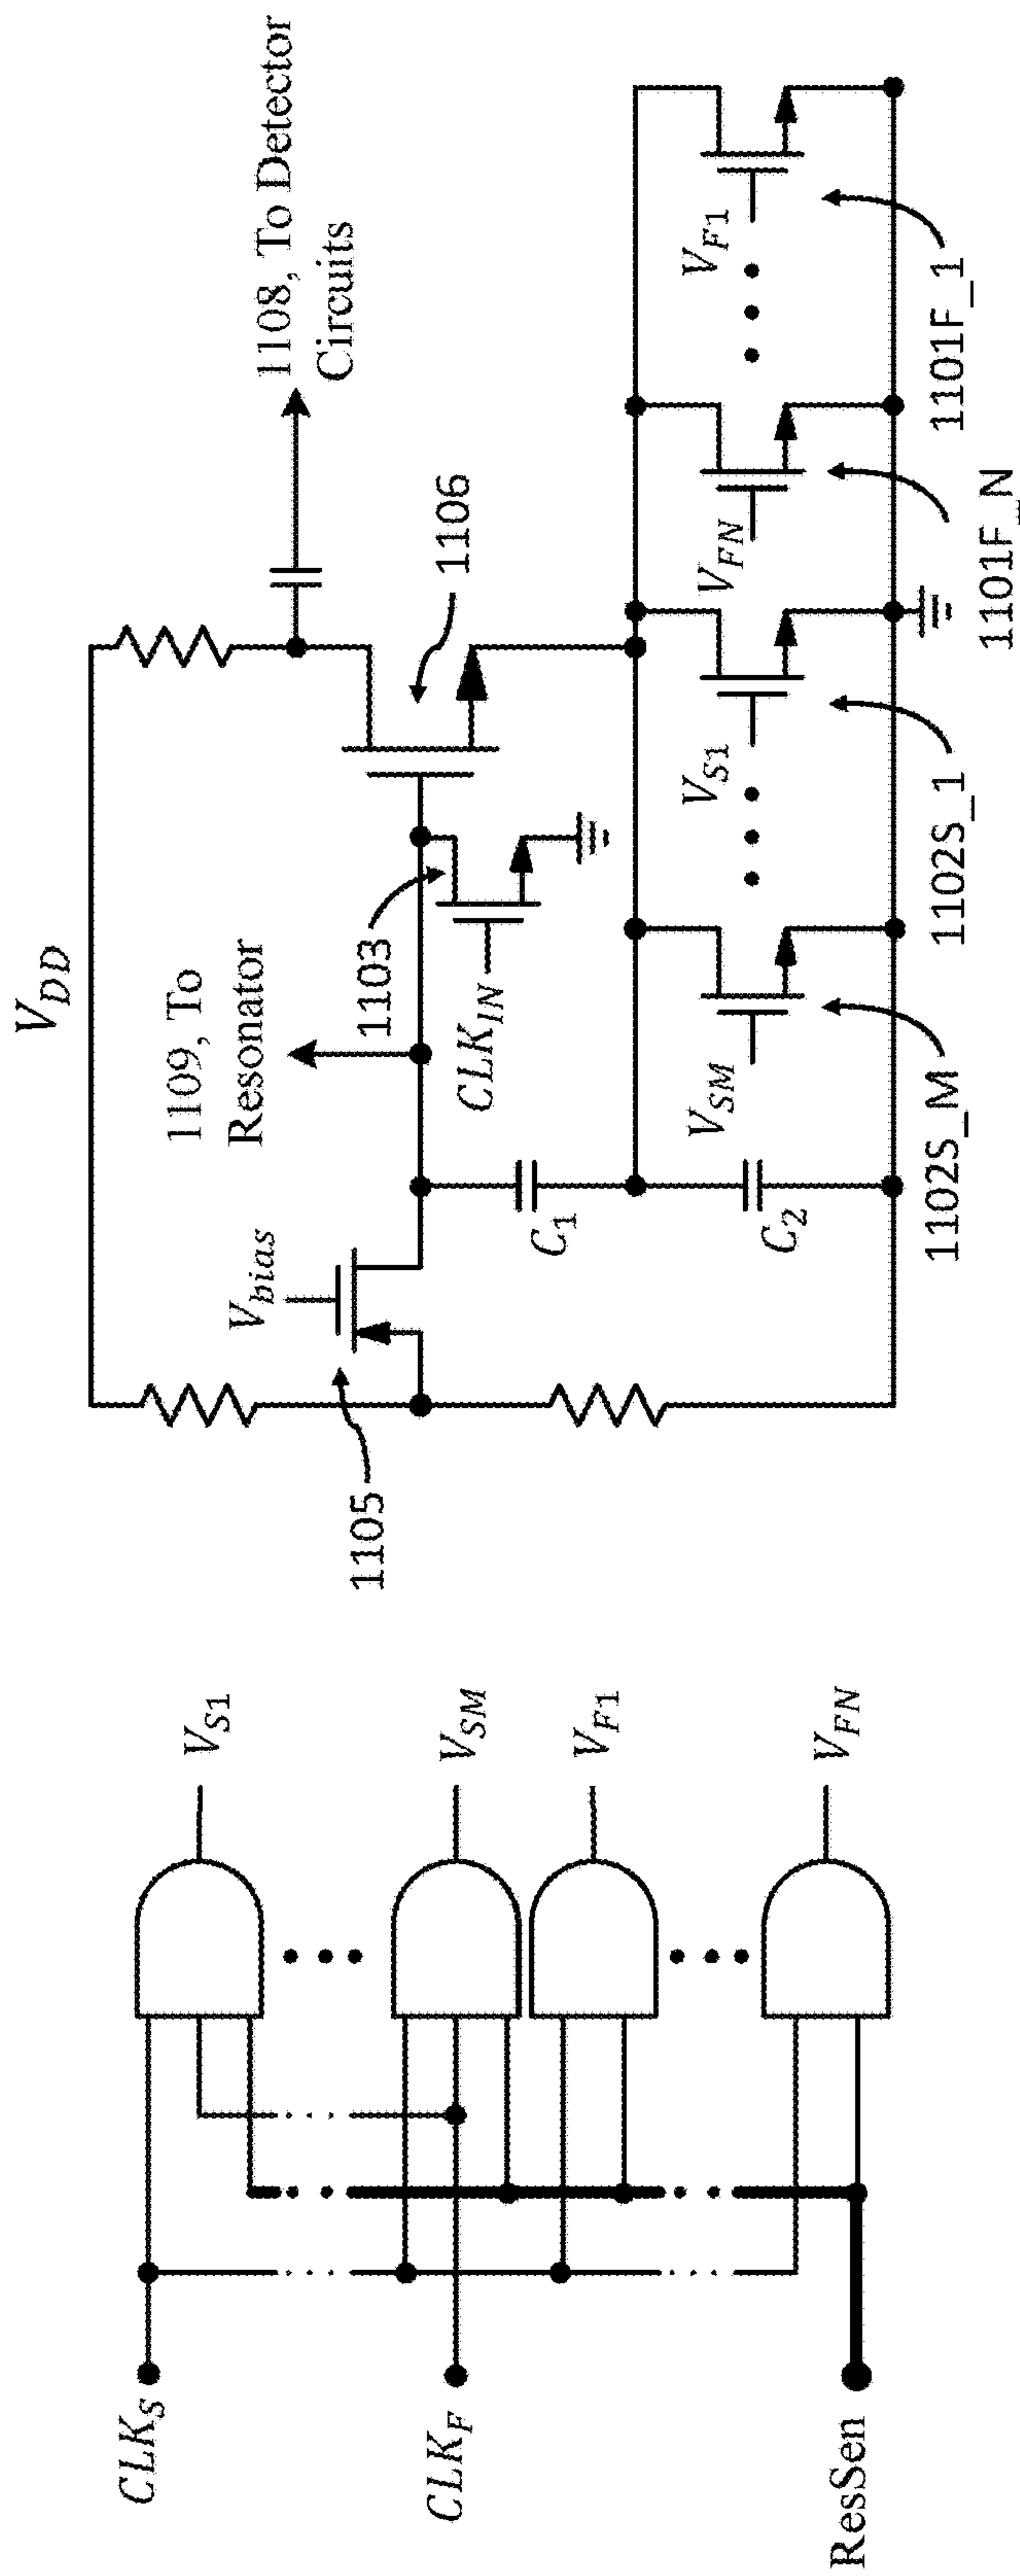 CLK_S
CLK_F
ResSen
V_S1
V_SM
V_F1
V_FN
V_DD
1105
V_bias
1109, To
Resonator
1103
CLK_IN
1106
1108, To Detector
Circuits
C_1
C_2
V_SM
V_S1
V_FN
V_F1
1102S_M
1102S_1
1101F_N
1101F_1